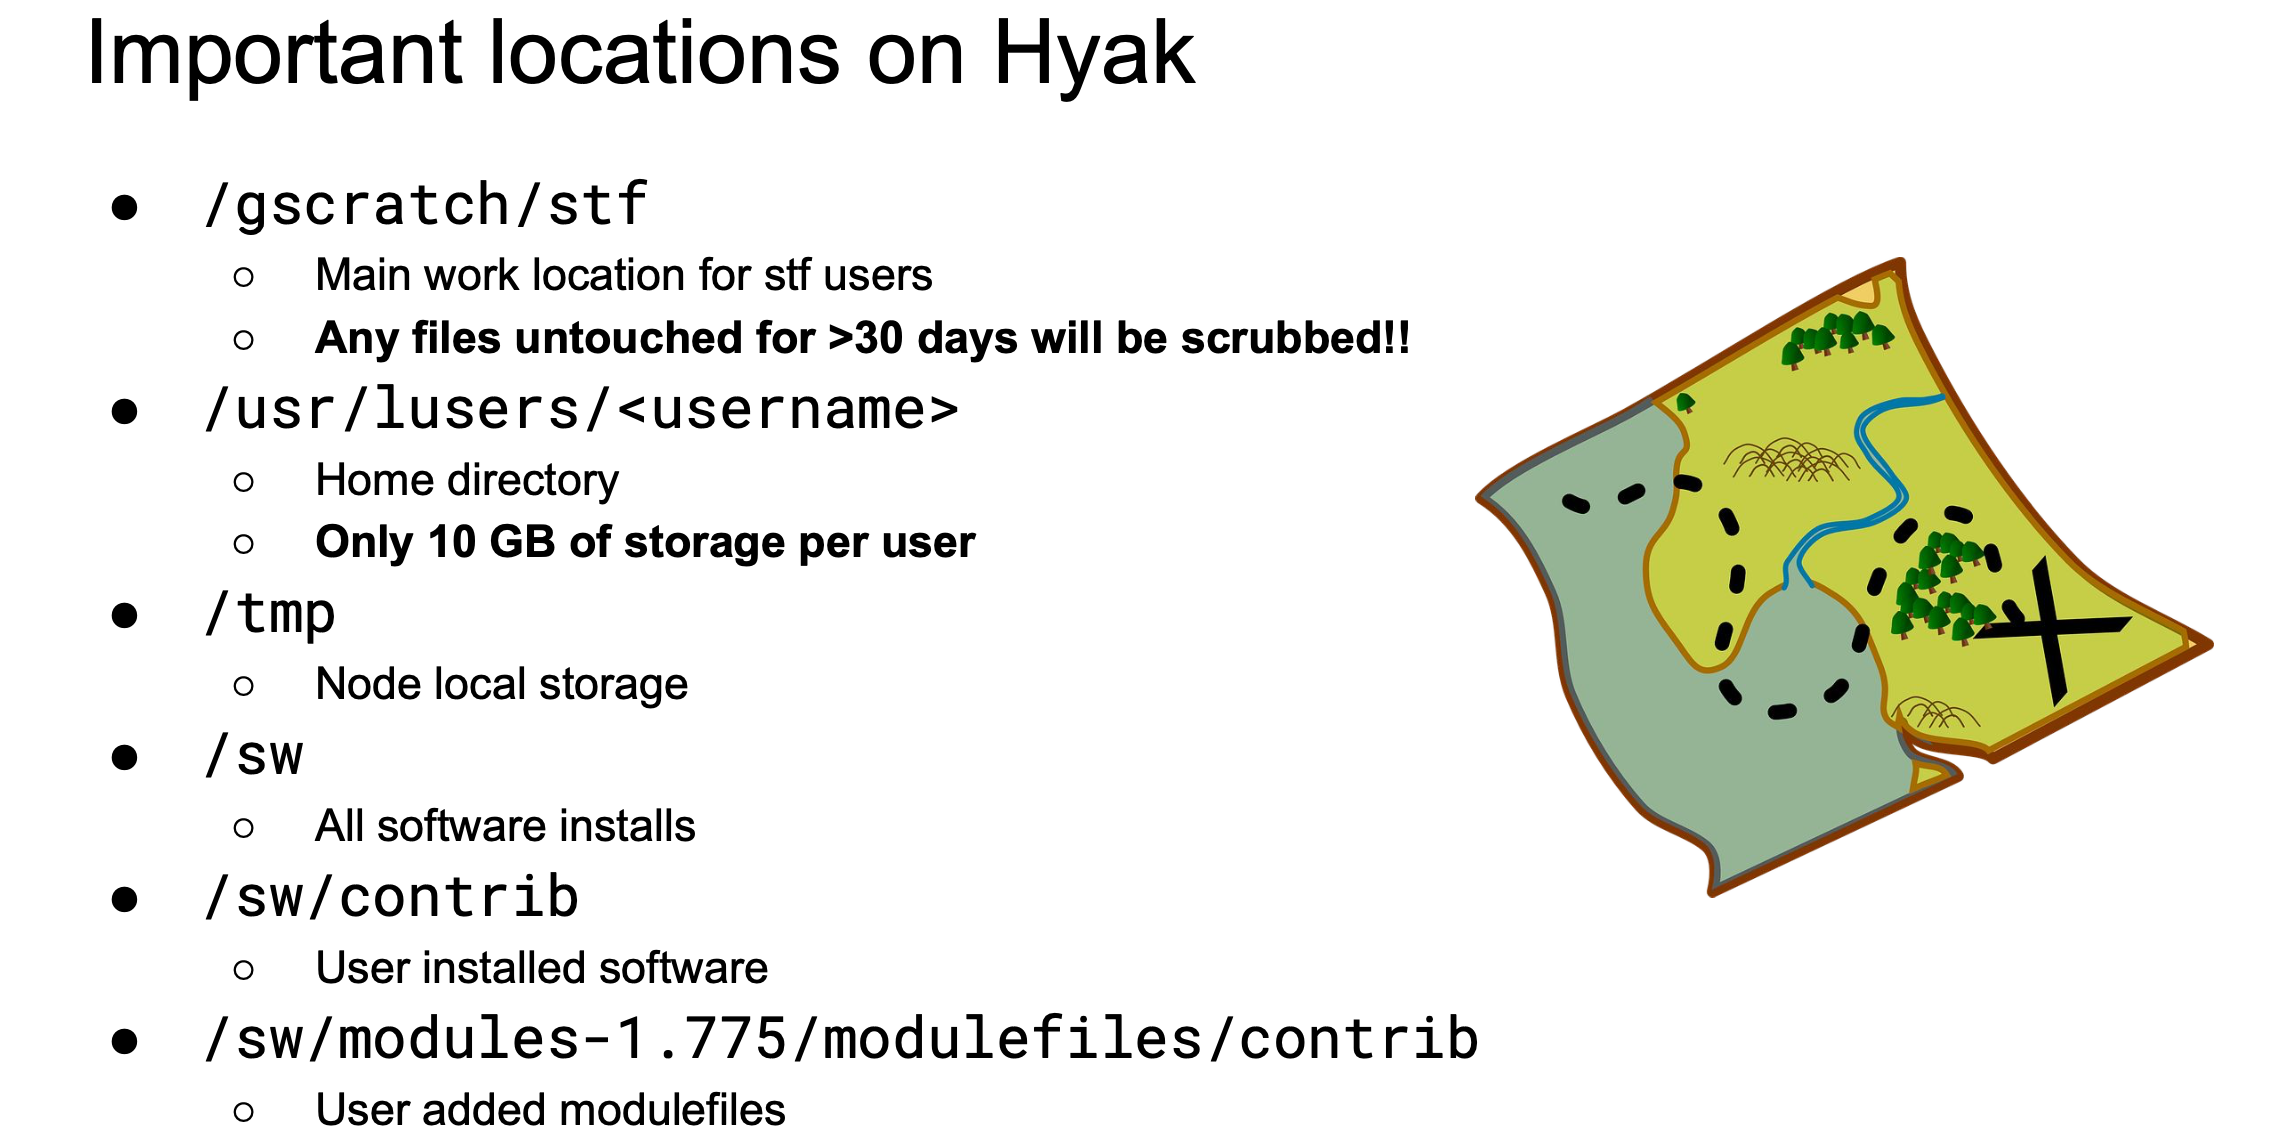 Important locations on Hyak
● /gscratch/stf
○ Main work location for stf users
○ Any files untouched for >30 days will be scrubbed!!
● /usr/lusers/<username>
○ Home directory
○ Only 10 GB of storage per user
● /tmp
○ Node local storage
● /sw
○ All software installs
● /sw/contrib
○ User installed software
● /sw/modules-1.775/modulefiles/contrib
○ User added modulefiles